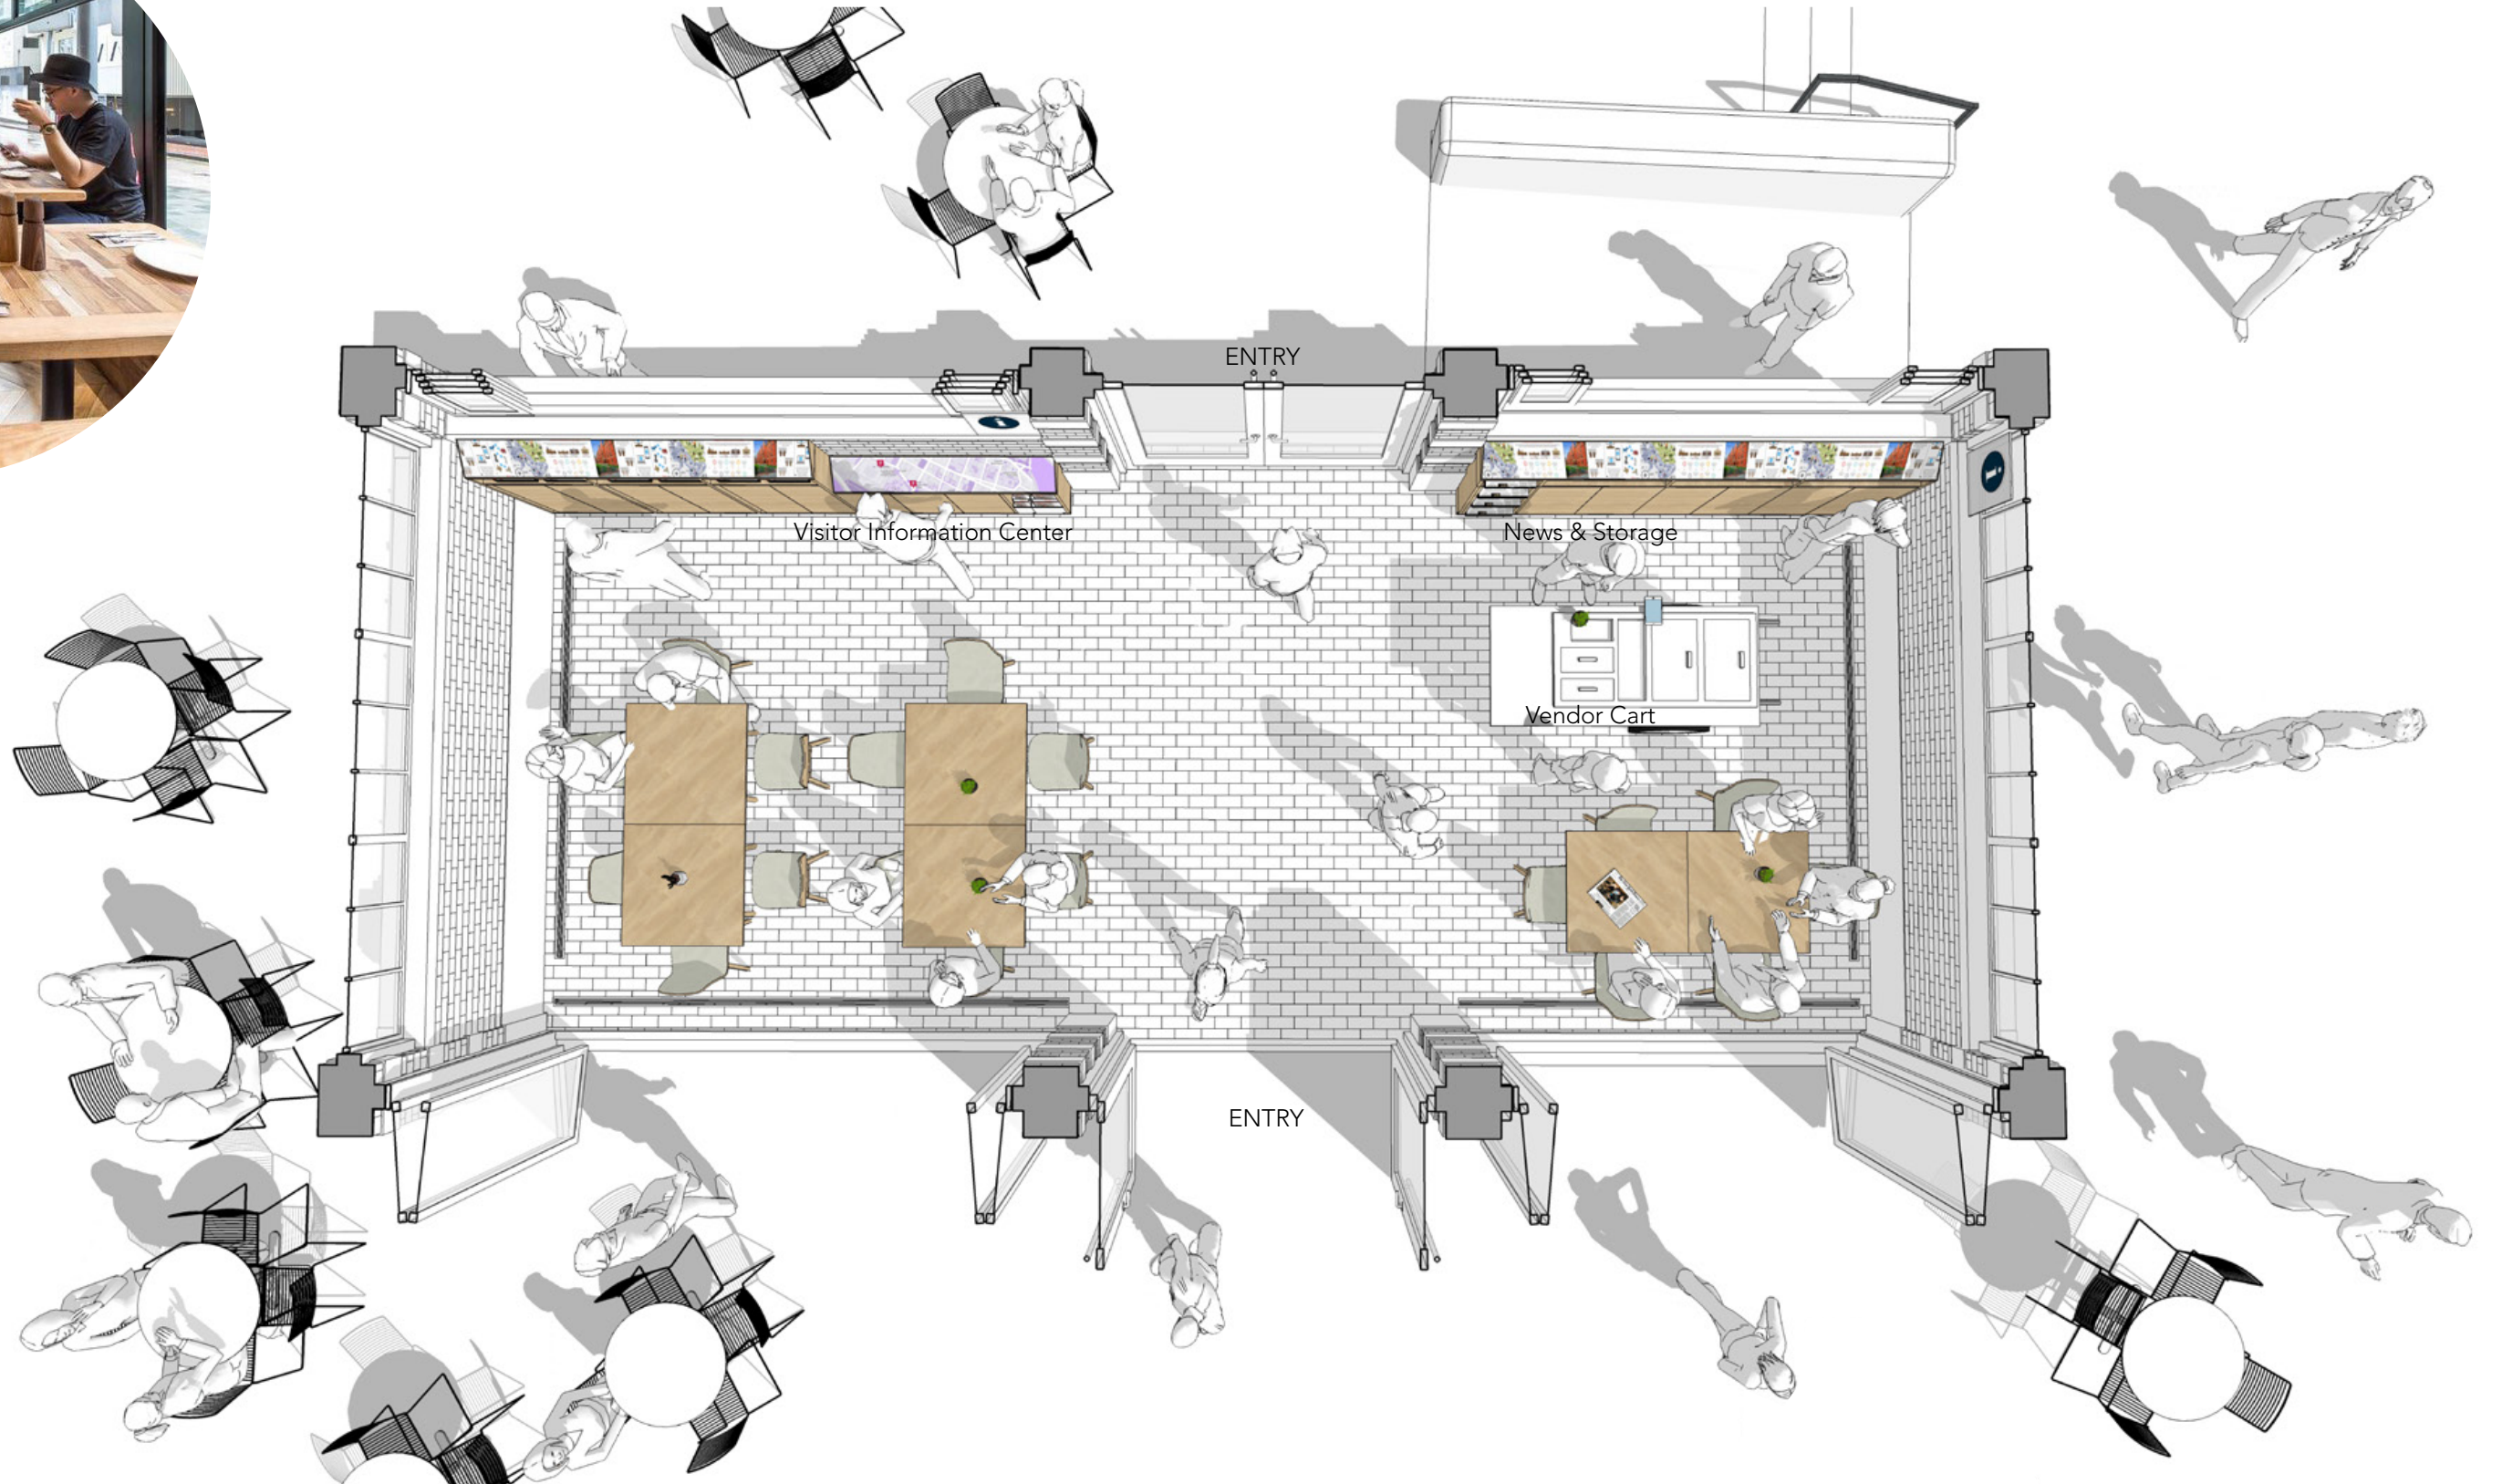 ENTRY
Visitor Information Center
News & Storage
Vendor Cart
ENTRY